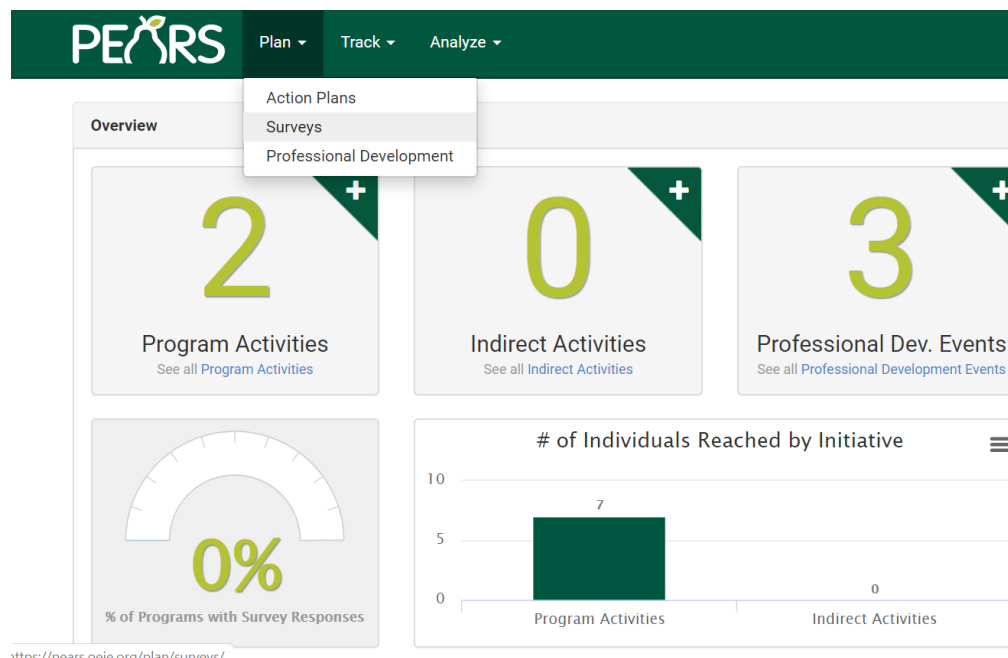 PEARS
Plan Track Analyze
Action Plans
Surveys
Professional Development
Overview
2
Program Activities
See all Program Activities
0
Indirect Activities
See all Indirect Activities
3
Professional Dev. Events
See all Professional Development Events
0%
% of Programs with Survey Responses
# of Individuals Reached by Initiative
10
5
0
7
0
Program Activities
Indirect Activities
ttps://pears.oeie.org/plan/surveys/